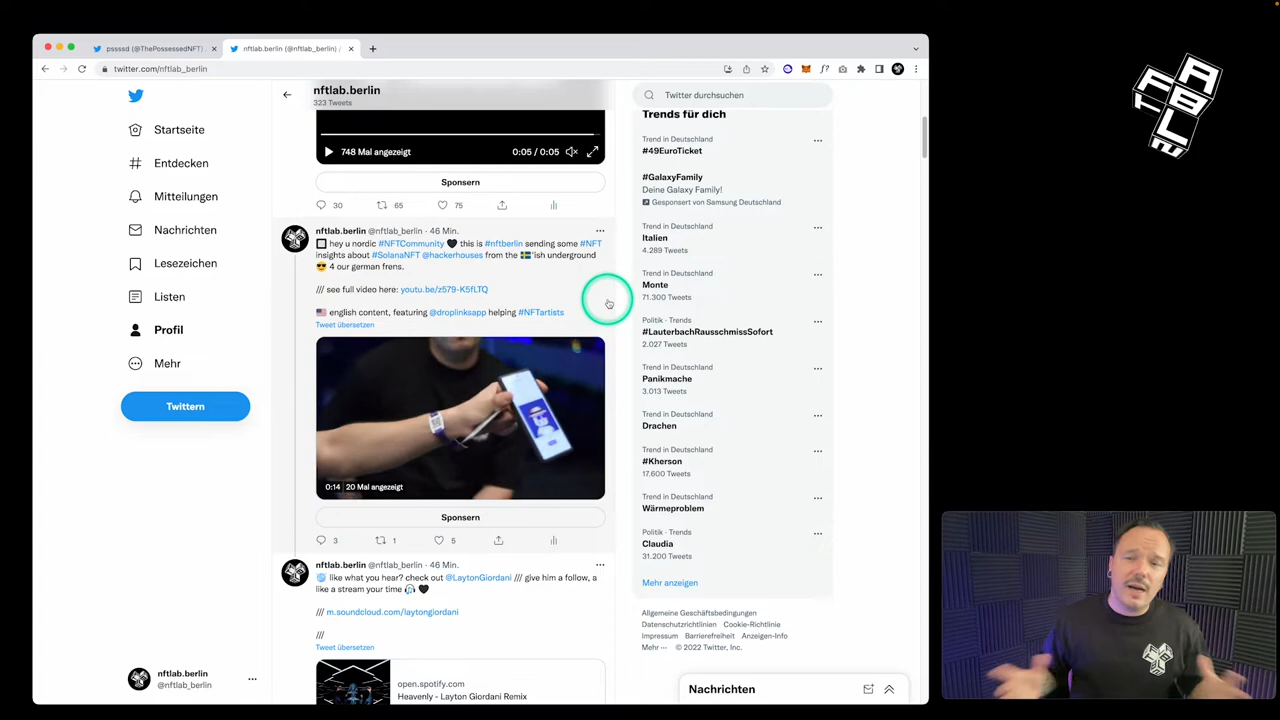 pssssd (@ThePossessedNFT)
nftlab.berlin (@nftlab_berlin) /
twitter.com/nftlab_berlin
Startseite
Entdecken
Mitteilungen
Nachrichten
Lesezeichen
Listen
Profil
Mehr
Twittern
nftlab.berlin
@nftlab_berlin
nftlab.berlin
323 Tweets
748 Mal angezeigt
0:05 / 0:05
Sponsern
30 65 75
nftlab.berlin @nftlab_berlin · 46 Min.
hey u nordic #NFTCommunity 🖤 this is #nftberlin sending some #NFT
insights about #SolanaNFT @hackerhouses from the 🇸🇪'ish underground
😎 4 our german frens.
/// see full video here: youtu.be/z579-K5fLTQ
🇺🇸 english content, featuring @droplinksapp helping #NFTartists
Tweet übersetzen
0:14 20 Mal angezeigt
Sponsern
3 1 5
nftlab.berlin @nftlab_berlin · 46 Min.
like what you hear? check out @LaytonGiordani /// give him a follow, a
like a stream your time 🎧 🖤
/// m.soundcloud.com/laytongiordani
///
Tweet übersetzen
open.spotify.com
Heavenly - Layton Giordani Remix
Twitter durchsuchen
Trends für dich
Trend in Deutschland
#49EuroTicket
#GalaxyFamily
Deine Galaxy Family!
Gesponsert von Samsung Deutschland
Trend in Deutschland
Italien
4.289 Tweets
Trend in Deutschland
Monte
71.300 Tweets
Politik · Trends
#LauterbachRausschmissSofort
2.027 Tweets
Trend in Deutschland
Panikmache
3.013 Tweets
Trend in Deutschland
Drachen
Trend in Deutschland
#Kherson
17.600 Tweets
Trend in Deutschland
Wärmeproblem
Politik · Trends
Claudia
31.200 Tweets
Mehr anzeigen
Allgemeine Geschäftsbedingungen
Datenschutzrichtlinien Cookie-Richtlinie
Impressum Barrierefreiheit Anzeigen-Info
Mehr ··· © 2022 Twitter, Inc.
Nachrichten